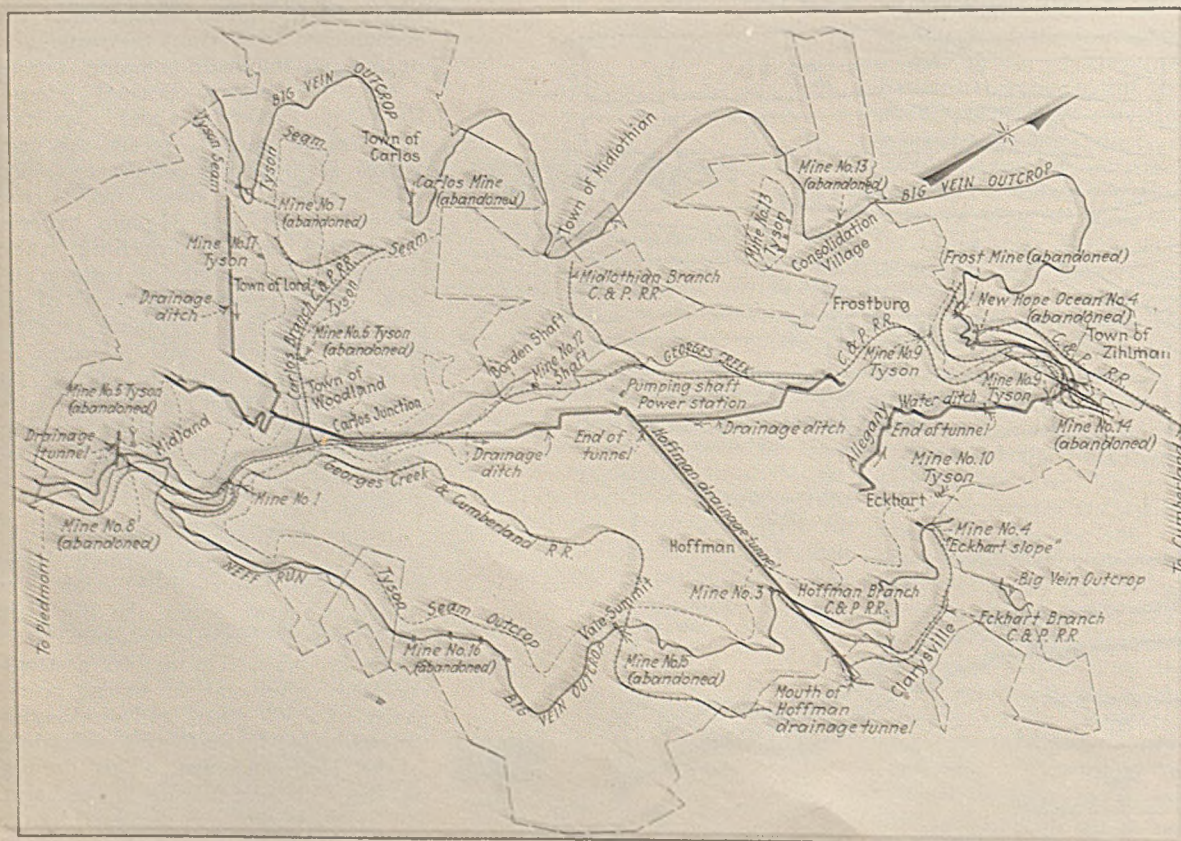 BIG VEIN OUTCROP
Tyson Seam
Tyson
Seam
Town of
Carlos
Mine No. 7
(abandoned)
Carlos Mine
(abandoned)
Town of Midlothian
Mine No.13
(abandoned)
BIG VEIN OUTCROP
Mine No.13
Tyson
Consolidation
Village
Mine No.17
Tyson
Seam
Town of Lord
Carlos Branch C. & P. RR.
Tyson
Midlothian Branch
C. & P. RR.
Frost Mine (abandoned)
Frostburg
New Hope Ocean No.4
(abandoned)
Town of
Zihlman
Drainage
ditch
Mine No.6 Tyson
(abandoned)
Borden Shaft
Mine No.12
Shaft
GEORGES CREEK
C. & P. R.R.
Mine No.9
Tyson
C. & P.
R.R.
Mine No.5 Tyson
(abandoned)
Town of
Woodland
Carlos Junction
Pumping shaft
Power station
Mine No.9
Tyson
Water ditch
Allegany
End of tunnel
Mine No.14
(abandoned)
Drainage
tunnel
Midland
Drainage
ditch
End of
tunnel
Drainage ditch
Mine No.10
Tyson
Georges Creek & Cumberland R.R.
Mine No. 1
Hoffman drainage tunnel
Eckhart
Mine No. 8
(abandoned)
Hoffman
Mine No. 4
"Eckhart slope"
To Cumberland
To Piedmont
NEFF RUN
Tyson
Seam Outcrop
Vale Summit
Mine No.3
Hoffman Branch
C. & P. RR.
Big Vein Outcrop
Eckhart Branch
C. & P. R.R.
Mine No.16
(abandoned)
BIG VEIN OUTCROP
Mine No.15
(abandoned)
Clarysville
Mouth of
Hoffman
drainage tunnel